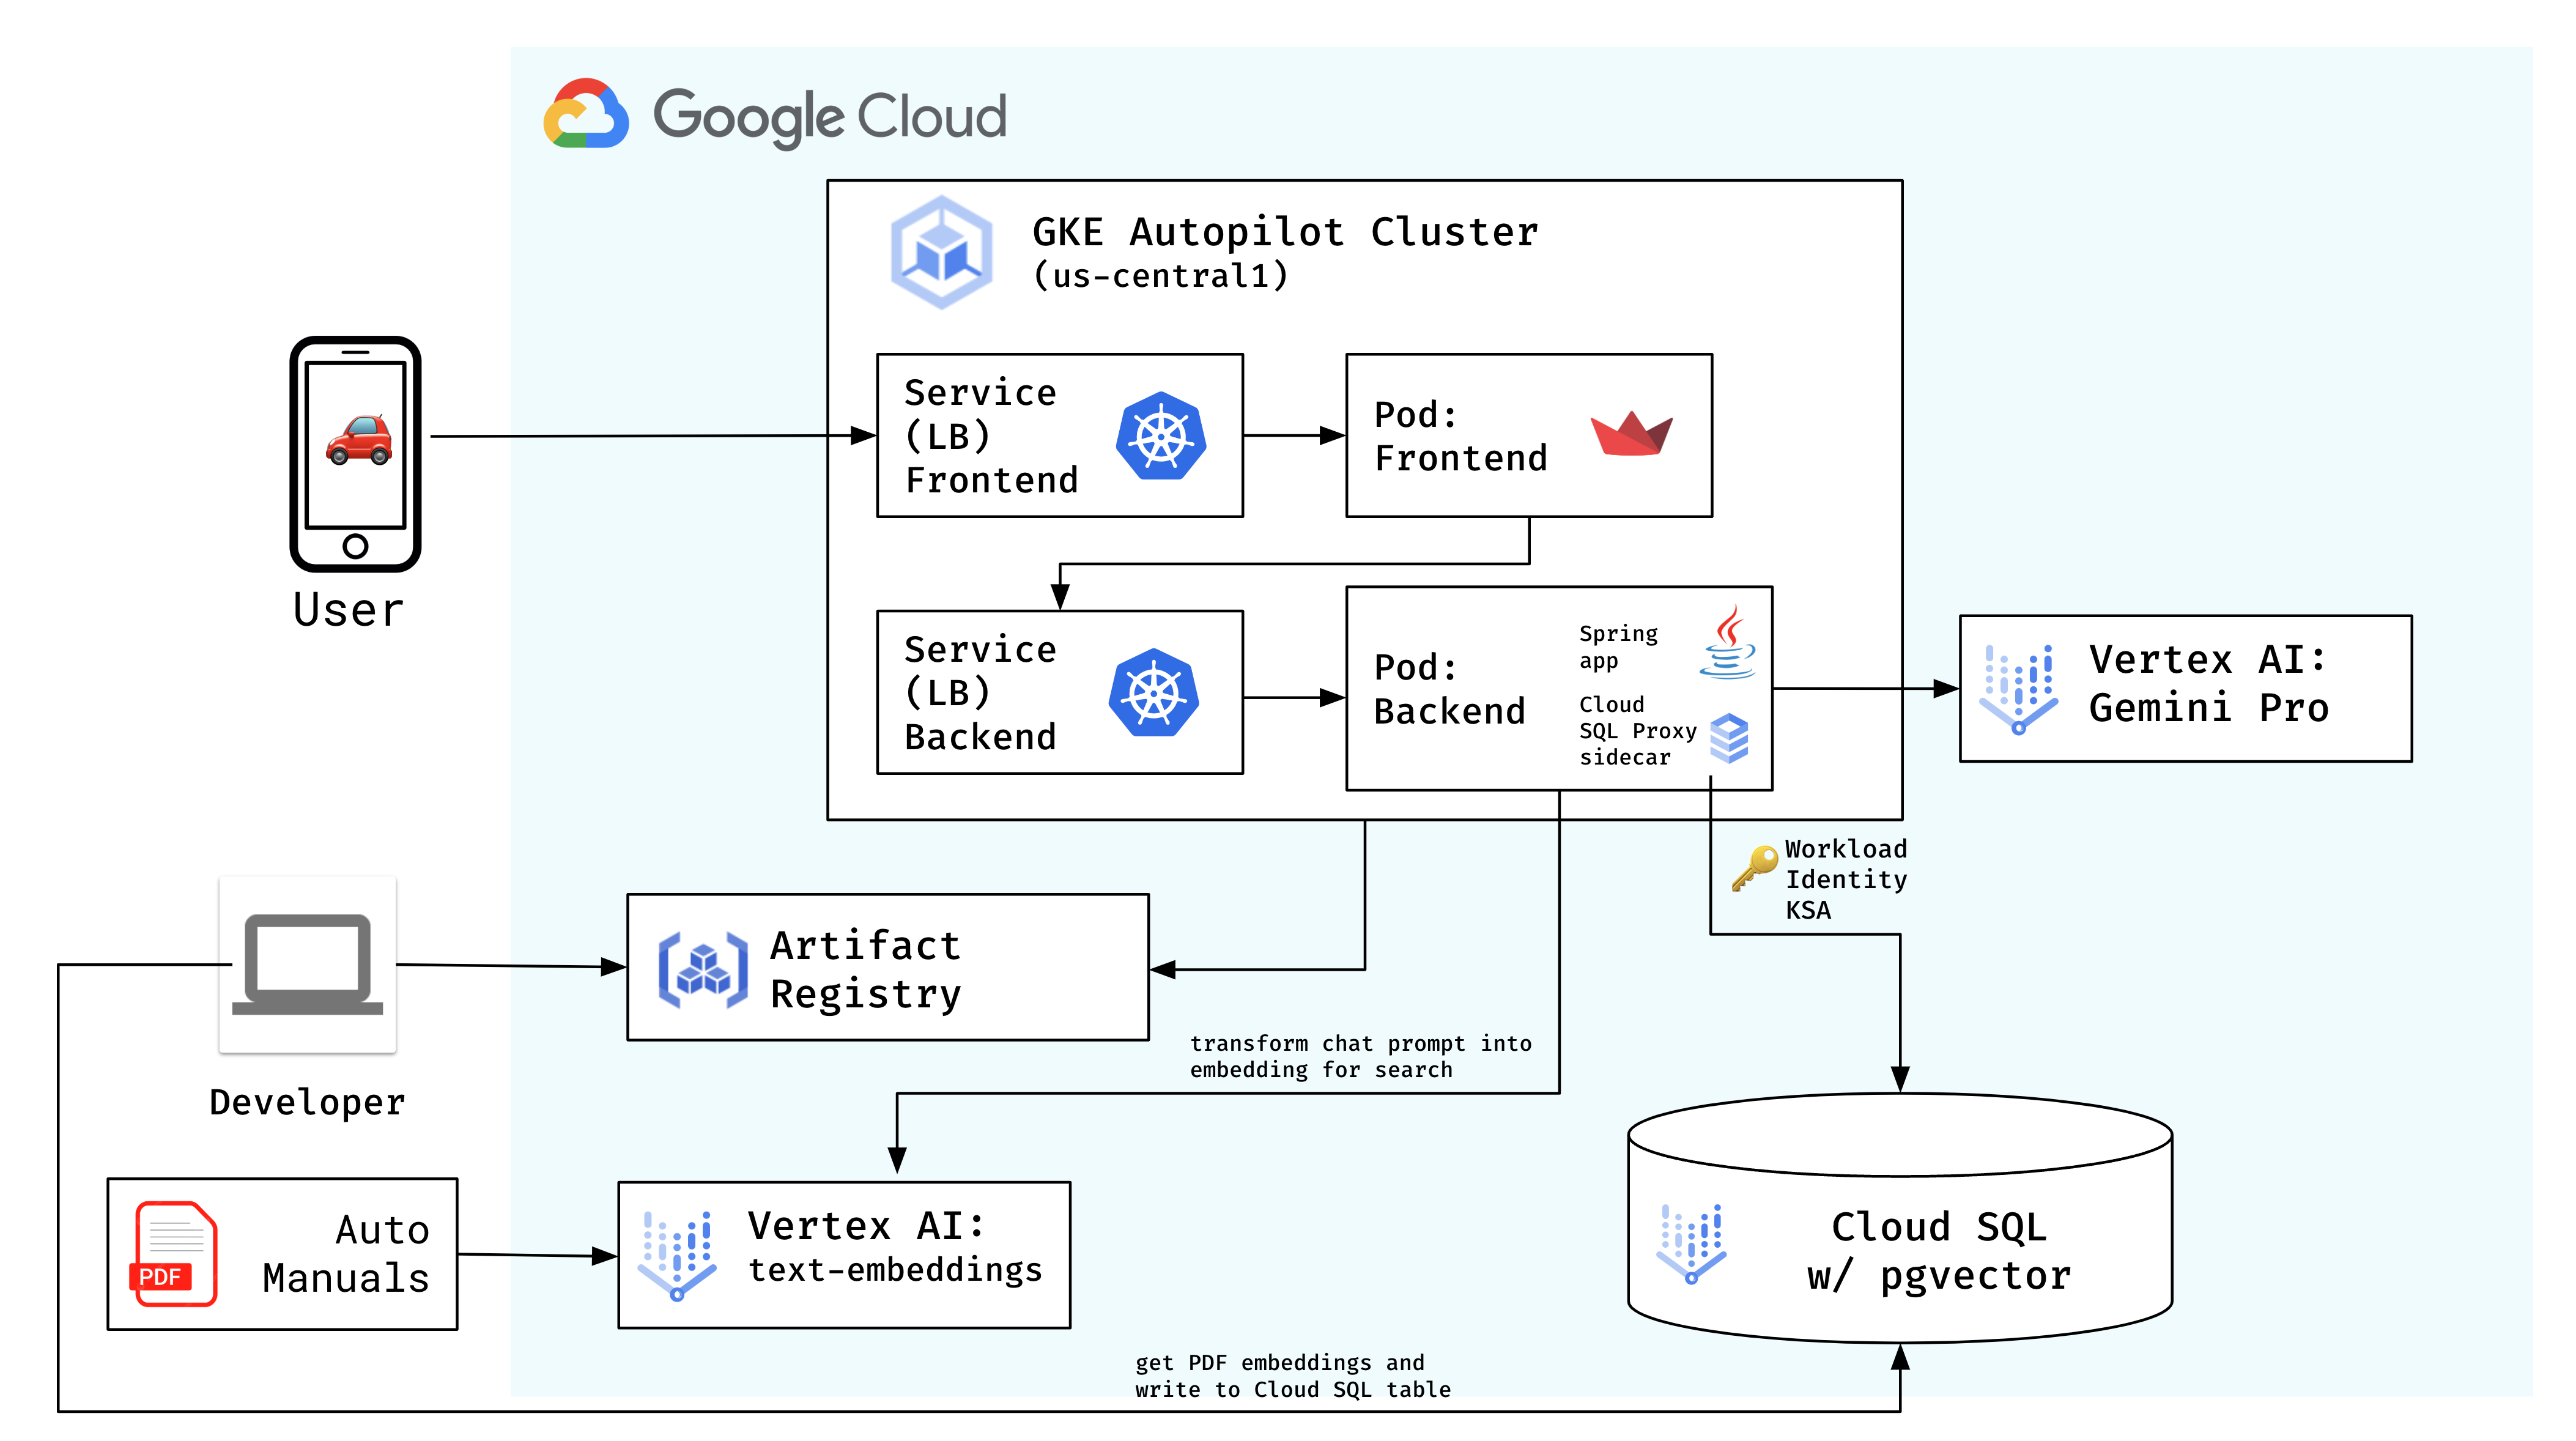 Google Cloud
GKE Autopilot Cluster
(us-central1)
Service
(LB)
Frontend
Pod:
Frontend
User
Service
(LB)
Backend
Pod:
Backend
Spring
app
Cloud
SQL Proxy
sidecar
Vertex AI:
Gemini Pro
Workload
Identity
KSA
Artifact
Registry
Developer
transform chat prompt into
embedding for search
PDF
Auto
Manuals
Vertex AI:
text-embeddings
Cloud SQL
w/ pgvector
get PDF embeddings and
write to Cloud SQL table